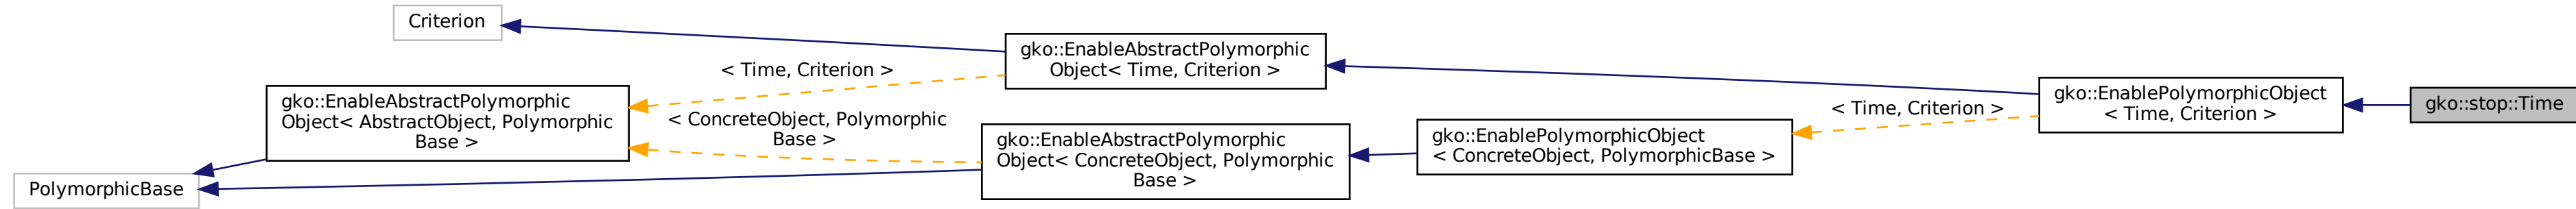 Criterion
gko::EnableAbstractPolymorphic
Object< Time, Criterion >
< Time, Criterion >
gko::EnablePolymorphicObject
< Time, Criterion >
gko::stop::Time
gko::EnableAbstractPolymorphic
Object< AbstractObject, Polymorphic
Base >
< ConcreteObject, Polymorphic
Base >
< Time, Criterion >
gko::EnableAbstractPolymorphic
Object< ConcreteObject, Polymorphic
Base >
gko::EnablePolymorphicObject
< ConcreteObject, PolymorphicBase >
PolymorphicBase